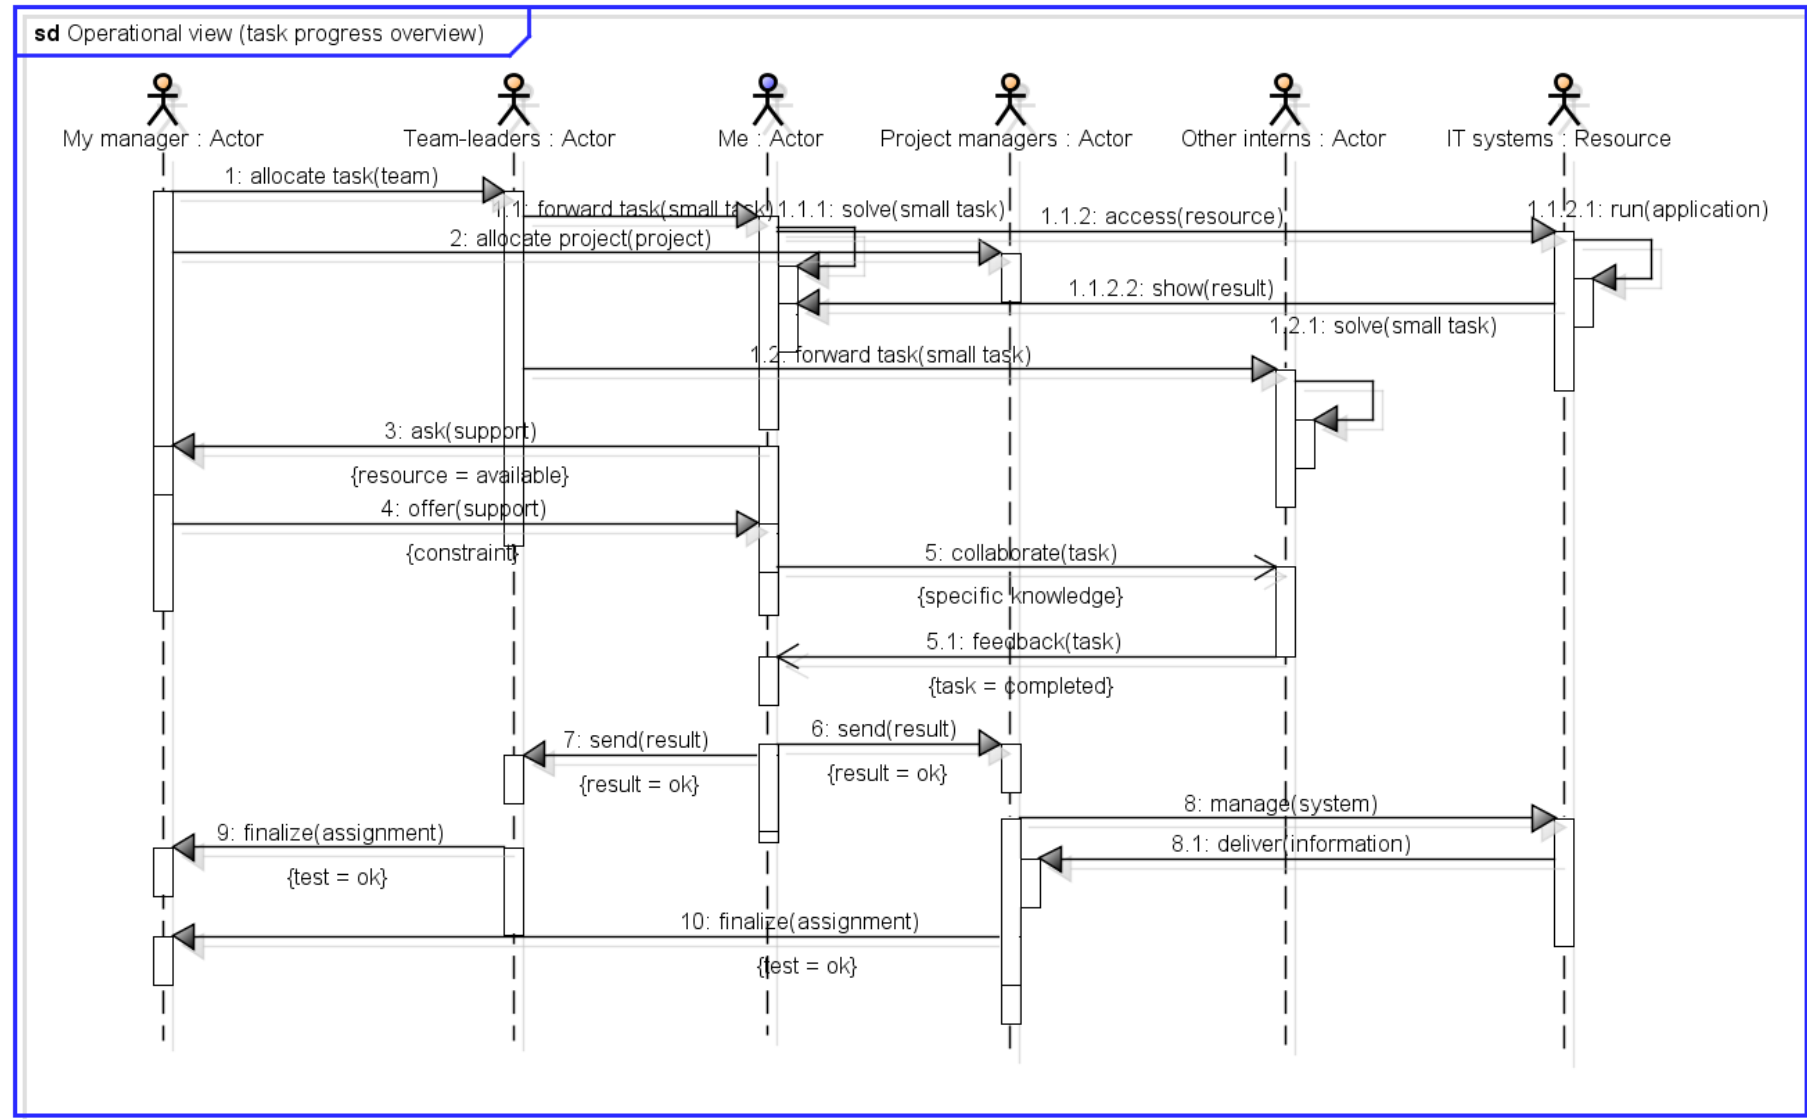 sd Operational view (task progress overview)
My manager : Actor
Team-leaders : Actor
Me : Actor
Project managers : Actor
Other interns : Actor
IT systems : Resource
1: allocate task(team)
1.1: forward task(small task)
1.1.1: solve(small task)
1.1.2: access(resource)
1.1.2.1: run(application)
2: allocate project(project)
1.1.2.2: show(result)
1.2.1: solve(small task)
1.2: forward task(small task)
3: ask(support)
{resource = available}
4: offer(support)
{constraint}
5: collaborate(task)
{specific knowledge}
5.1: feedback(task)
{task = completed}
6: send(result)
7: send(result)
{result = ok}
{result = ok}
8: manage(system)
9: finalize(assignment)
8.1: deliver(information)
{test = ok}
10: finalize(assignment)
{test = ok}